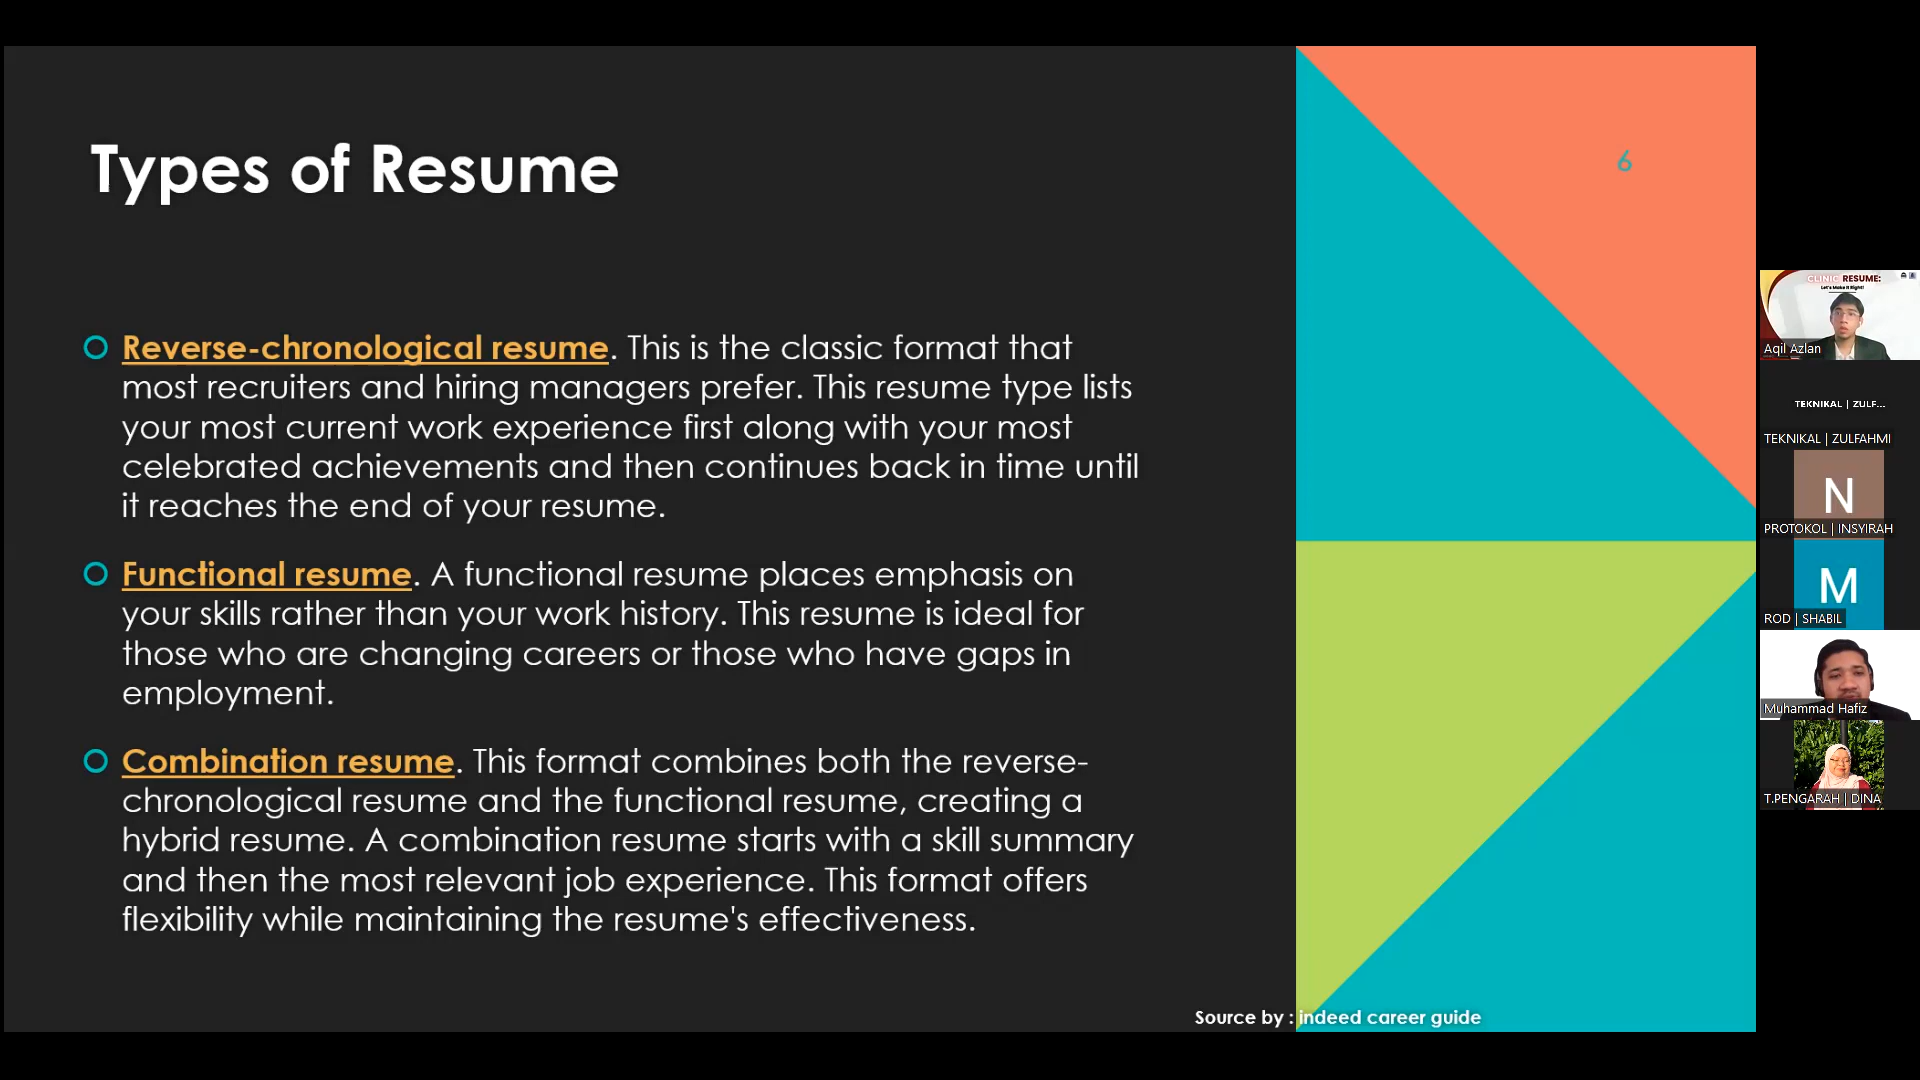 Types of Resume
6
Reverse-chronological resume. This is the classic format that
most recruiters and hiring managers prefer. This resume type lists
your most current work experience first along with your most
celebrated achievements and then continues back in time until
it reaches the end of your resume.
Functional resume. A functional resume places emphasis on
your skills rather than your work history. This resume is ideal for
those who are changing careers or those who have gaps in
employment.
Combination resume. This format combines both the reverse-
chronological resume and the functional resume, creating a
hybrid resume. A combination resume starts with a skill summary
and then the most relevant job experience. This format offers
flexibility while maintaining the resume's effectiveness.
Source by : indeed career guide
CLINIC RESUME:
Let's Make It Right!
Aqil Azlan
TEKNIKAL | ZULF...
TEKNIKAL | ZULFAHMI
N
PROTOKOL | INSYIRAH
M
ROD | SHABIL
Muhammad Hafiz
T.PENGARAH | DINA